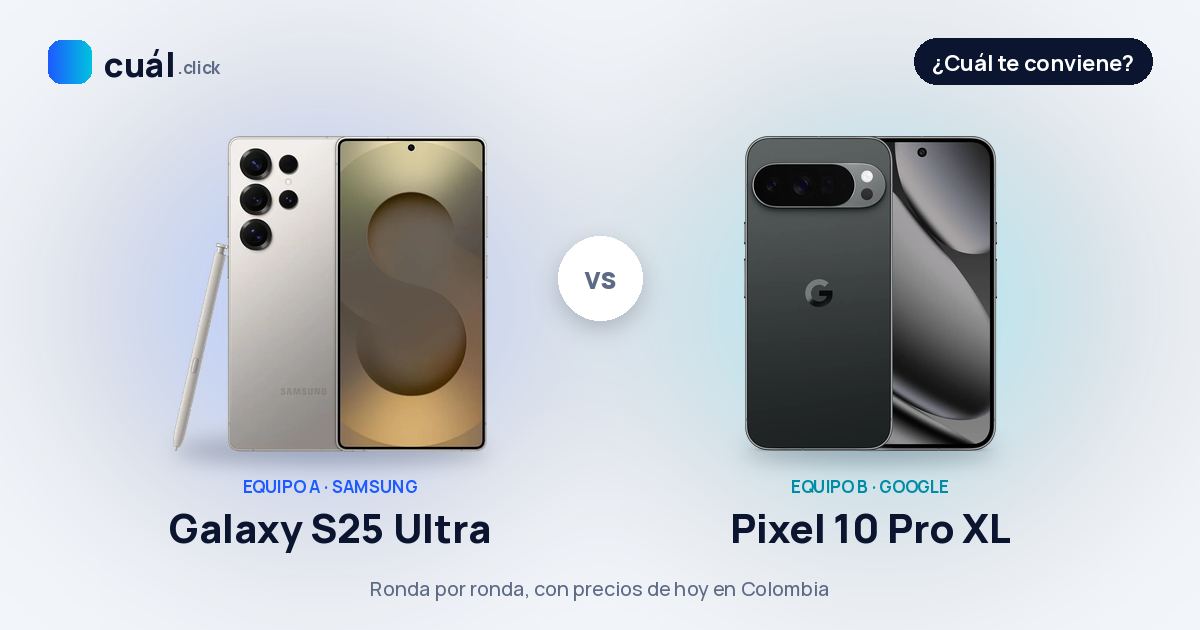 cuál.click
¿Cuál te conviene?
SAMSUNG
G
VS
EQUIPO A · SAMSUNG
EQUIPO B · GOOGLE
Galaxy S25 Ultra
Pixel 10 Pro XL
Ronda por ronda, con precios de hoy en Colombia